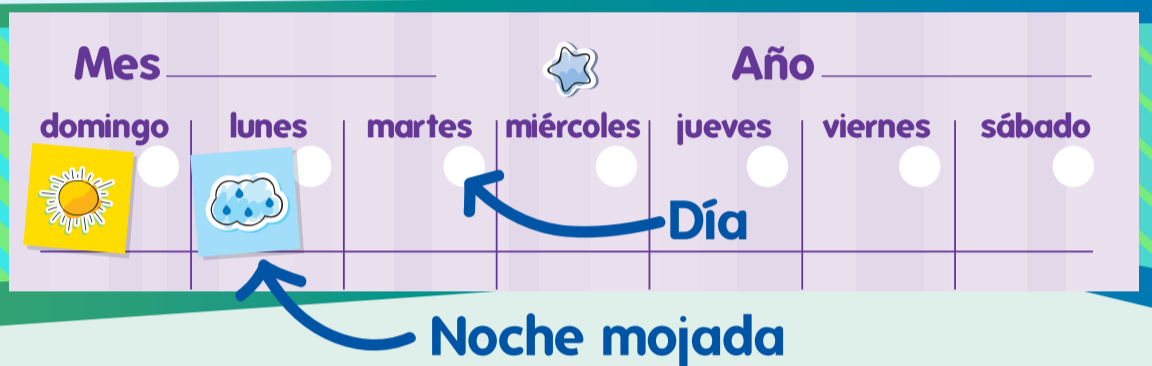 Mes Año
domingo lunes martes miércoles jueves viernes sábado
Día
Noche mojada